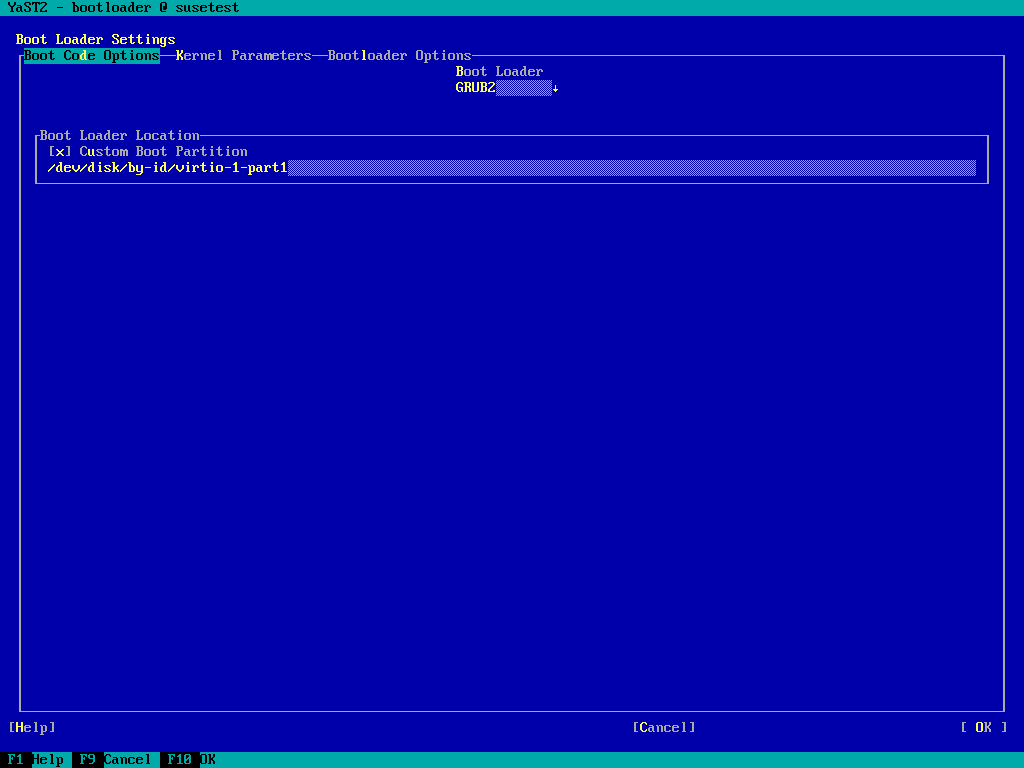 YaST2 - bootloader @ susetest
Boot Loader Settings
Boot Code Options Kernel Parameters Bootloader Options
Boot Loader
GRUB2 ↓
Boot Loader Location
[x] Custom Boot Partition
/dev/disk/by-id/virtio-1-part1
[Help] [Cancel] [ OK ]
F1 Help F9 Cancel F10 OK